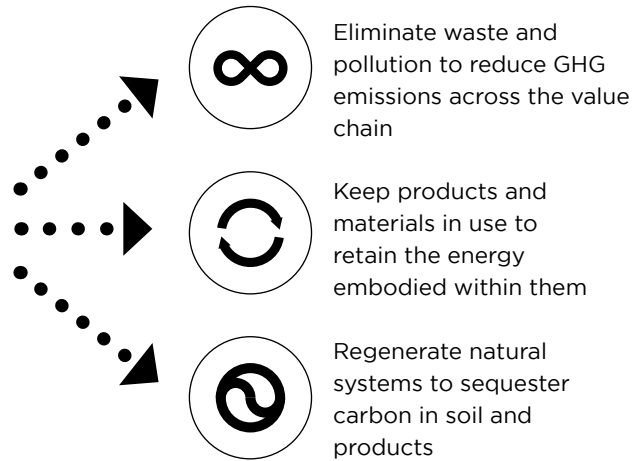 Eliminate waste and
pollution to reduce GHG
emissions across the value
chain
Keep products and
materials in use to
retain the energy
embodied within them
Regenerate natural
systems to sequester
carbon in soil and
products